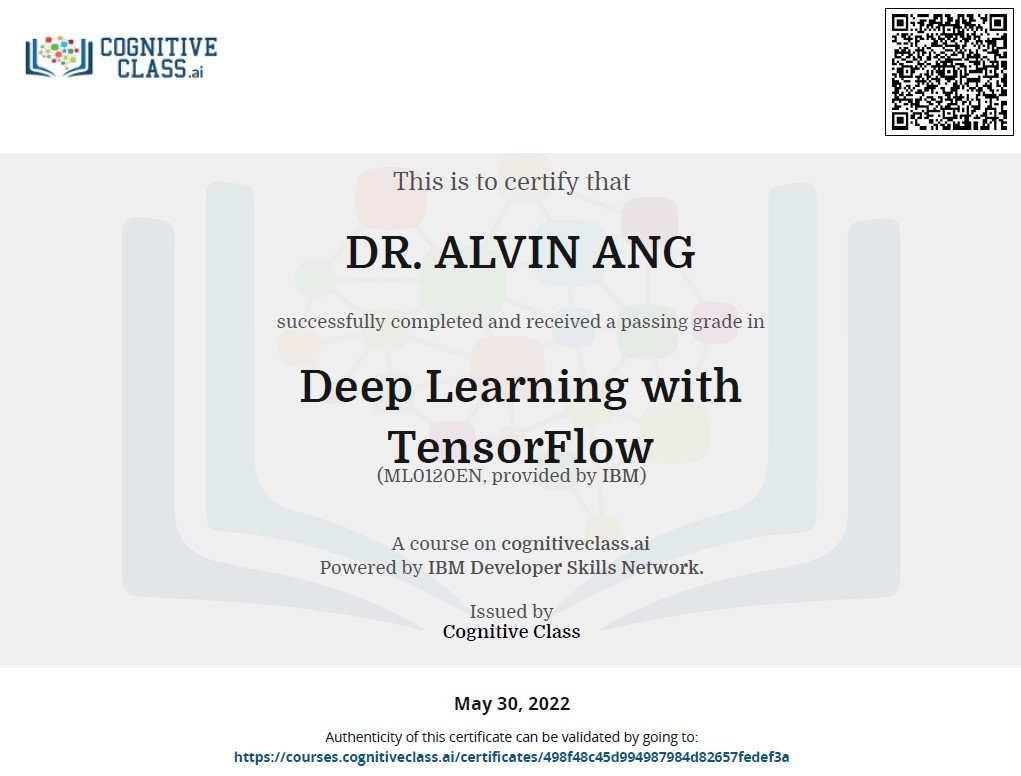 COGNITIVE
CLASS.ai
This is to certify that
DR. ALVIN ANG
successfully completed and received a passing grade in
Deep Learning with
TensorFlow
(ML0120EN, provided by IBM)
A course on cognitiveclass.ai
Powered by IBM Developer Skills Network.
Issued by
Cognitive Class
May 30, 2022
Authenticity of this certificate can be validated by going to:
https://courses.cognitiveclass.ai/certificates/498f48c45d994987984d82657fedef3a